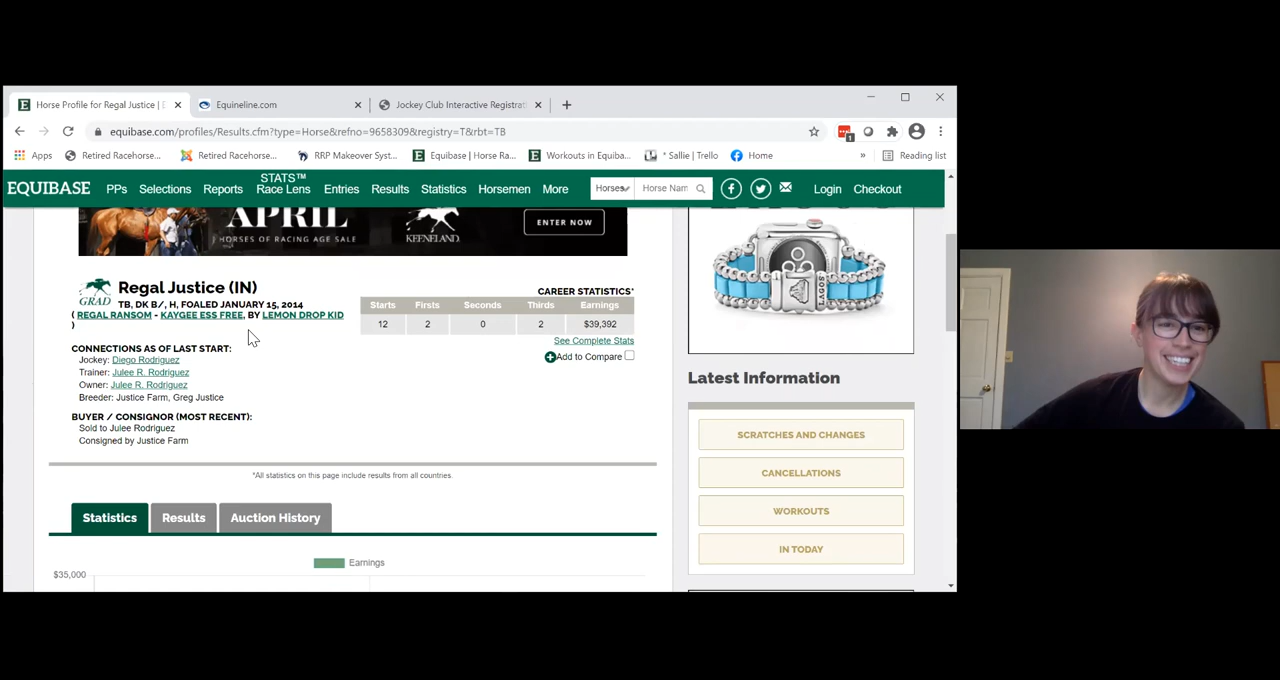 Horse Profile for Regal Justice | E
Equineline.com
Jockey Club Interactive Registrat
equibase.com/profiles/Results.cfm?type=Horse&refno=9658309&registry=T&rbt=TB
1
Apps
Retired Racehorse...
Retired Racehorse...
RRP Makeover Syst...
Equibase | Horse Ra...
Workouts in Equiba...
* Sallie | Trello
Home
»
Reading list
EQUIBASE
PPs
Selections
Reports
STATS™
Race Lens
Entries
Results
Statistics
Horsemen
More
Horses
Horse Nam
Login
Checkout
APRIL
HORSES OF RACING AGE SALE
KEENELAND
ENTER NOW
LAGOS
GRAD
Regal Justice (IN)
TB, DK B/, H, FOALED JANUARY 15, 2014
( REGAL RANSOM - KAYGEE ESS FREE, BY LEMON DROP KID
)
CAREER STATISTICS*
Starts Firsts Seconds Thirds Earnings
12 2 0 2 $39,392
See Complete Stats
Add to Compare
CONNECTIONS AS OF LAST START:
Jockey: Diego Rodriguez
Trainer: Julee R. Rodriguez
Owner: Julee R. Rodriguez
Breeder: Justice Farm, Greg Justice
BUYER / CONSIGNOR (MOST RECENT):
Sold to Julee Rodriguez
Consigned by Justice Farm
*All statistics on this page include results from all countries.
Statistics
Results
Auction History
Earnings
$35,000
Latest Information
SCRATCHES AND CHANGES
CANCELLATIONS
WORKOUTS
IN TODAY